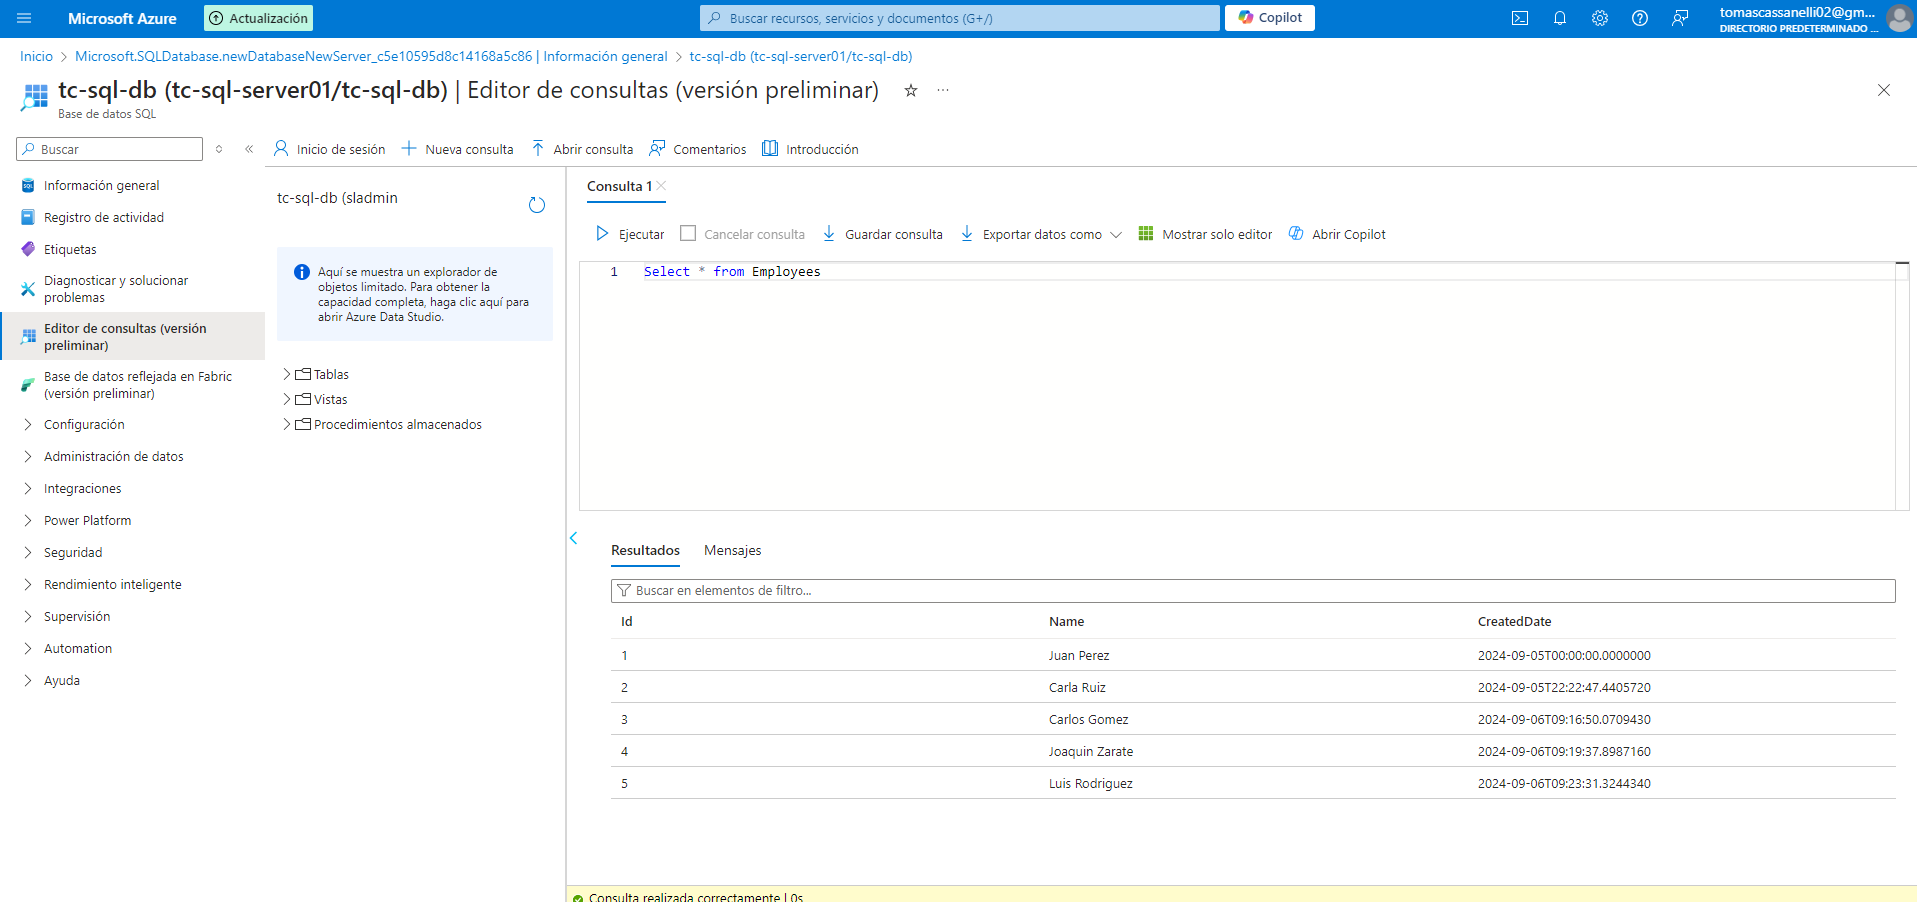 Microsoft Azure
Actualización
Buscar recursos, servicios y documentos (G+/)
Copilot
tomascassanelli02@gm...
DIRECTORIO PREDETERMINADO ...
Inicio > Microsoft.SQLDatabase.newDatabaseNewServer_c5e10595d8c14168a5c86 | Información general > tc-sql-db (tc-sql-server01/tc-sql-db)
tc-sql-db (tc-sql-server01/tc-sql-db) | Editor de consultas (versión preliminar)
Base de datos SQL
Buscar
Información general
Registro de actividad
Etiquetas
Diagnosticar y solucionar
problemas
Editor de consultas (versión
preliminar)
Base de datos reflejada en Fabric
(versión preliminar)
Configuración
Administración de datos
Integraciones
Power Platform
Seguridad
Rendimiento inteligente
Supervisión
Automation
Ayuda
Inicio de sesión
Nueva consulta
Abrir consulta
Comentarios
Introducción
tc-sql-db (sladmin
Aquí se muestra un explorador de
objetos limitado. Para obtener la
capacidad completa, haga clic aquí para
abrir Azure Data Studio.
Tablas
Vistas
Procedimientos almacenados
Consulta 1
Ejecutar
Cancelar consulta
Guardar consulta
Exportar datos como
Mostrar solo editor
Abrir Copilot
1 Select * from Employees
Resultados
Mensajes
Buscar en elementos de filtro...
Id Name CreatedDate
1 Juan Perez 2024-09-05T00:00:00.0000000
2 Carla Ruiz 2024-09-05T22:22:47.4405720
3 Carlos Gomez 2024-09-06T09:16:50.0709430
4 Joaquin Zarate 2024-09-06T09:19:37.8987160
5 Luis Rodriguez 2024-09-06T09:23:31.3244340
Consulta realizada correctamente | 0s